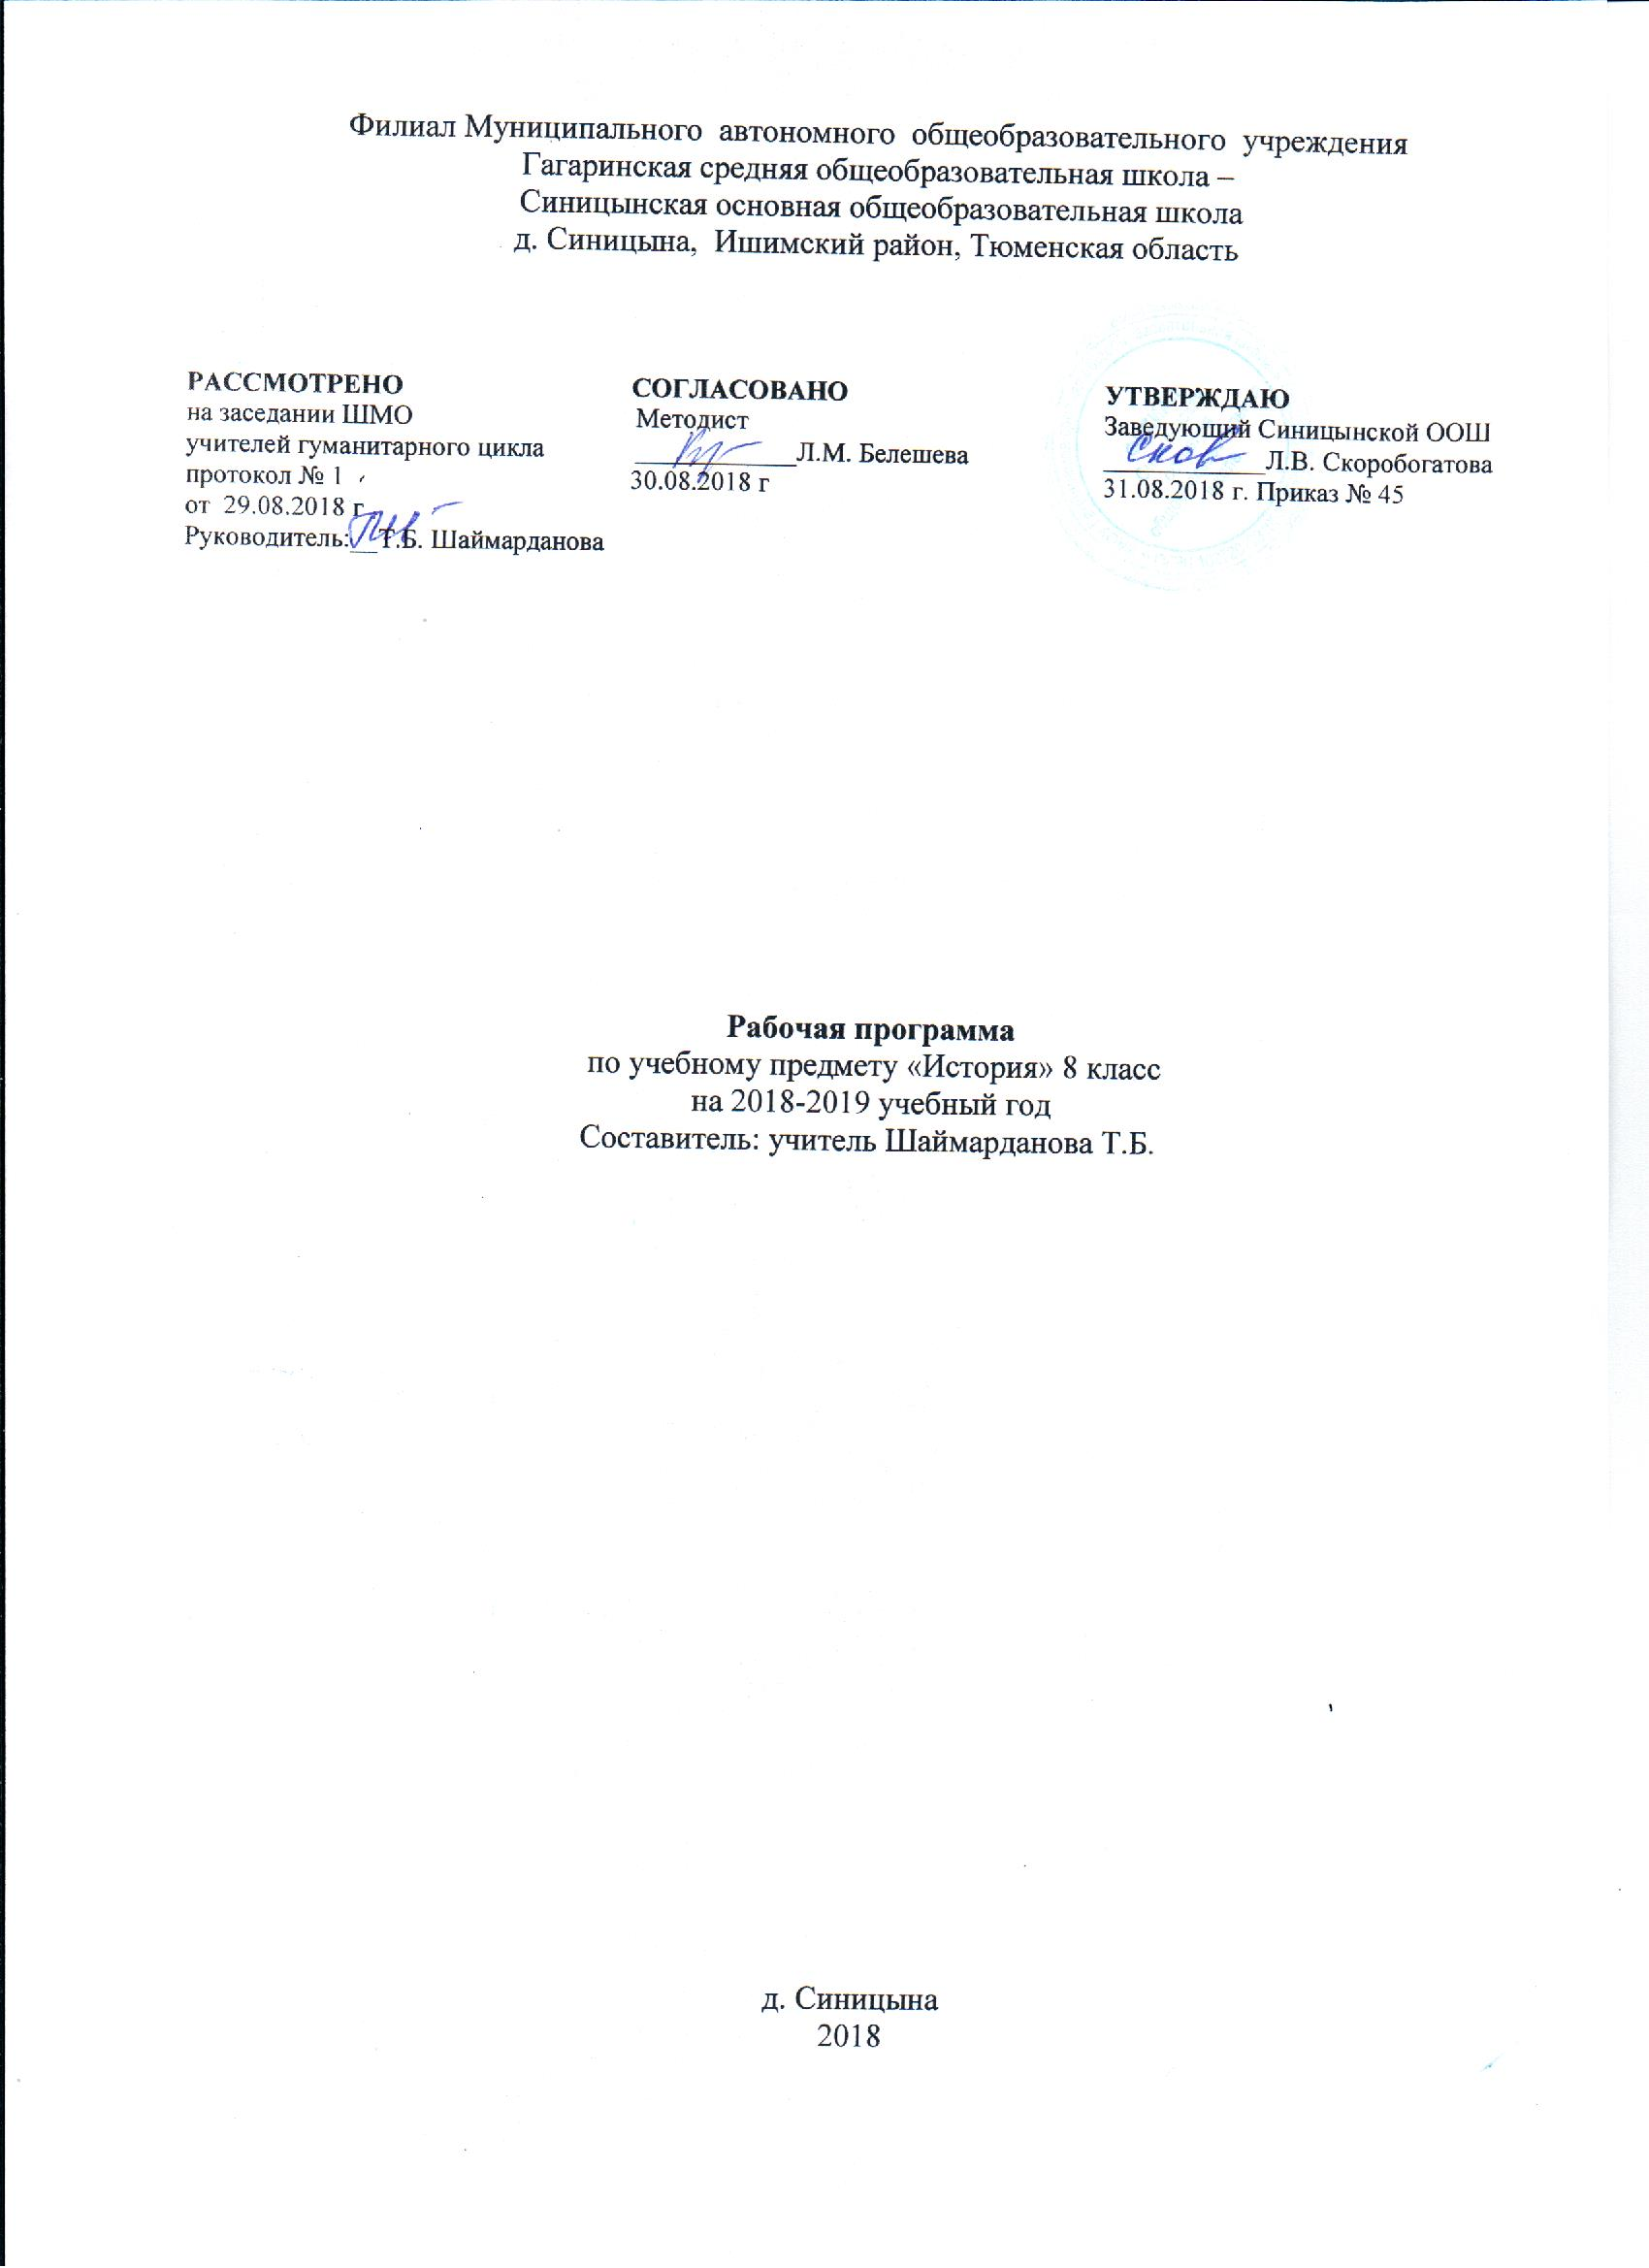 Филиал Муниципального автономного общеобразовательного учреждения
Гагаринская средняя общеобразовательная школа –
Синицынская основная общеобразовательная школа
д. Синицына, Ишимский район, Тюменская область
РАССМОТРЕНО
на заседании ШМО
учителей гуманитарного цикла
протокол № 1
от 29.08.2018 г.
Руководитель:__Т.Б. Шаймарданова
СОГЛАСОВАНО
Методист
____________Л.М. Белешева
30.08.2018 г
УТВЕРЖДАЮ
Заведующий Синицынской ООШ
____________Л.В. Скоробогатова
31.08.2018 г. Приказ № 45
Рабочая программа
по учебному предмету «История» 8 класс
на 2018-2019 учебный год
Составитель: учитель Шаймарданова Т.Б.
д. Синицына
2018